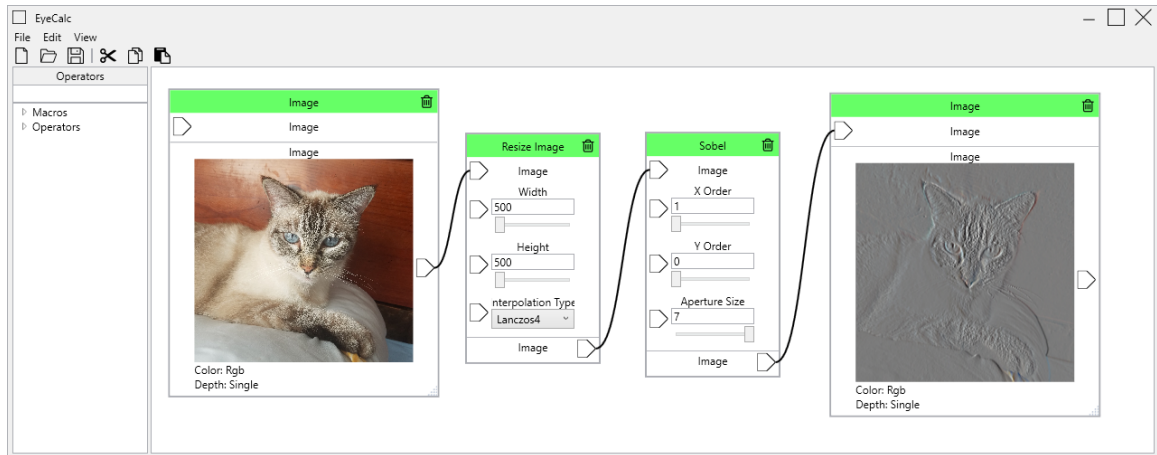 EyeCalc
File Edit View
Operators
Macros
Operators
Image
Image
Image
Color: Rgb
Depth: Single
Resize Image
Image
Width
500
Height
500
nterpolation Type
Lanczos4
Image
Sobel
Image
X Order
1
Y Order
0
Aperture Size
7
Image
Image
Image
Image
Color: Rgb
Depth: Single